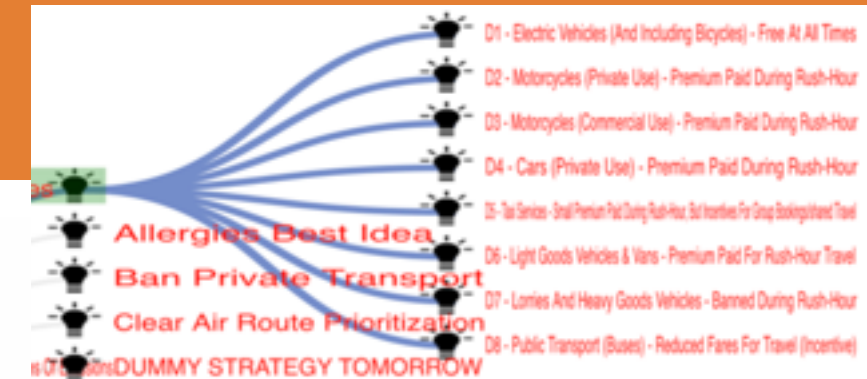 D1 - Electric Vehicles (And Including Bicycles) - Free At All Times
D2 - Motorcycles (Private Use) - Premium Paid During Rush-Hour
D3 - Motorcycles (Commercial Use) - Premium Paid During Rush-Hour
D4 - Cars (Private Use) - Premium Paid During Rush-Hour
D5 - Taxi Services - Small Premium Paid During Rush-Hour, But Incentives For Group Bookings/shared Travel
D6 - Light Goods Vehicles & Vans - Premium Paid For Rush-Hour Travel
D7 - Lorries And Heavy Goods Vehicles - Banned During Rush-Hour
D8 - Public Transport (Buses) - Reduced Fares For Travel (Incentive)
Allergies Best Idea
Ban Private Transport
Clear Air Route Prioritization
DUMMY STRATEGY TOMORROW